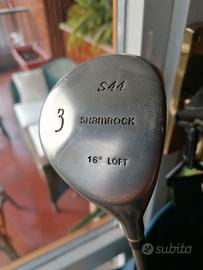 S44
3
SHAMROCK
16° LOFT
subito